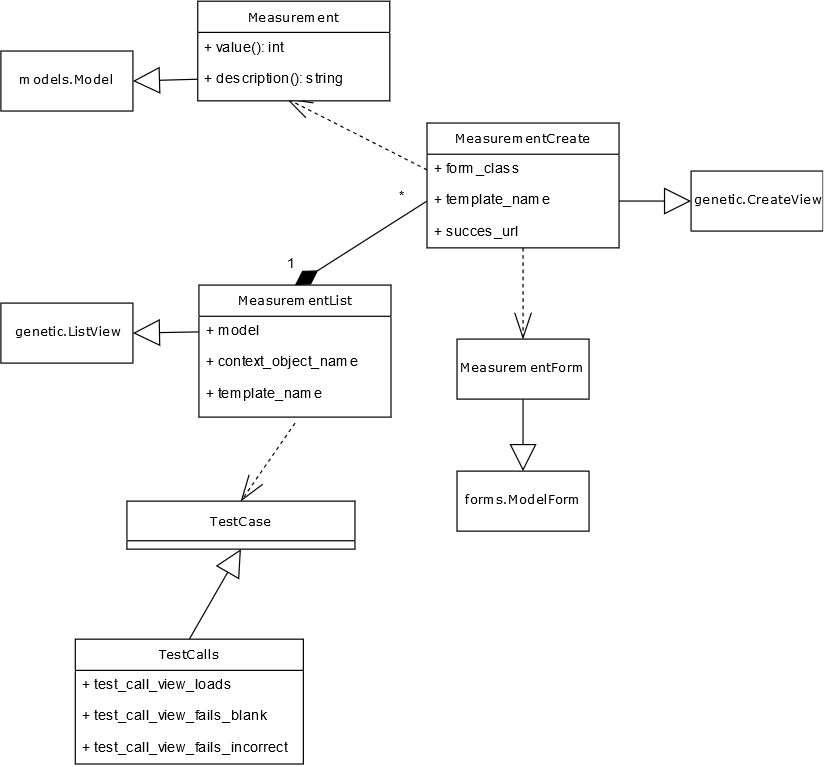 Measurement
+ value(): int
+ description(): string
models.Model
MeasurementCreate
+ form_class
+ template_name
+ succes_url
genetic.CreateView
*
1
MeasurementList
+ model
+ context_object_name
+ template_name
genetic.ListView
MeasurementForm
forms.ModelForm
TestCase
TestCalls
+ test_call_view_loads
+ test_call_view_fails_blank
+ test_call_view_fails_incorrect